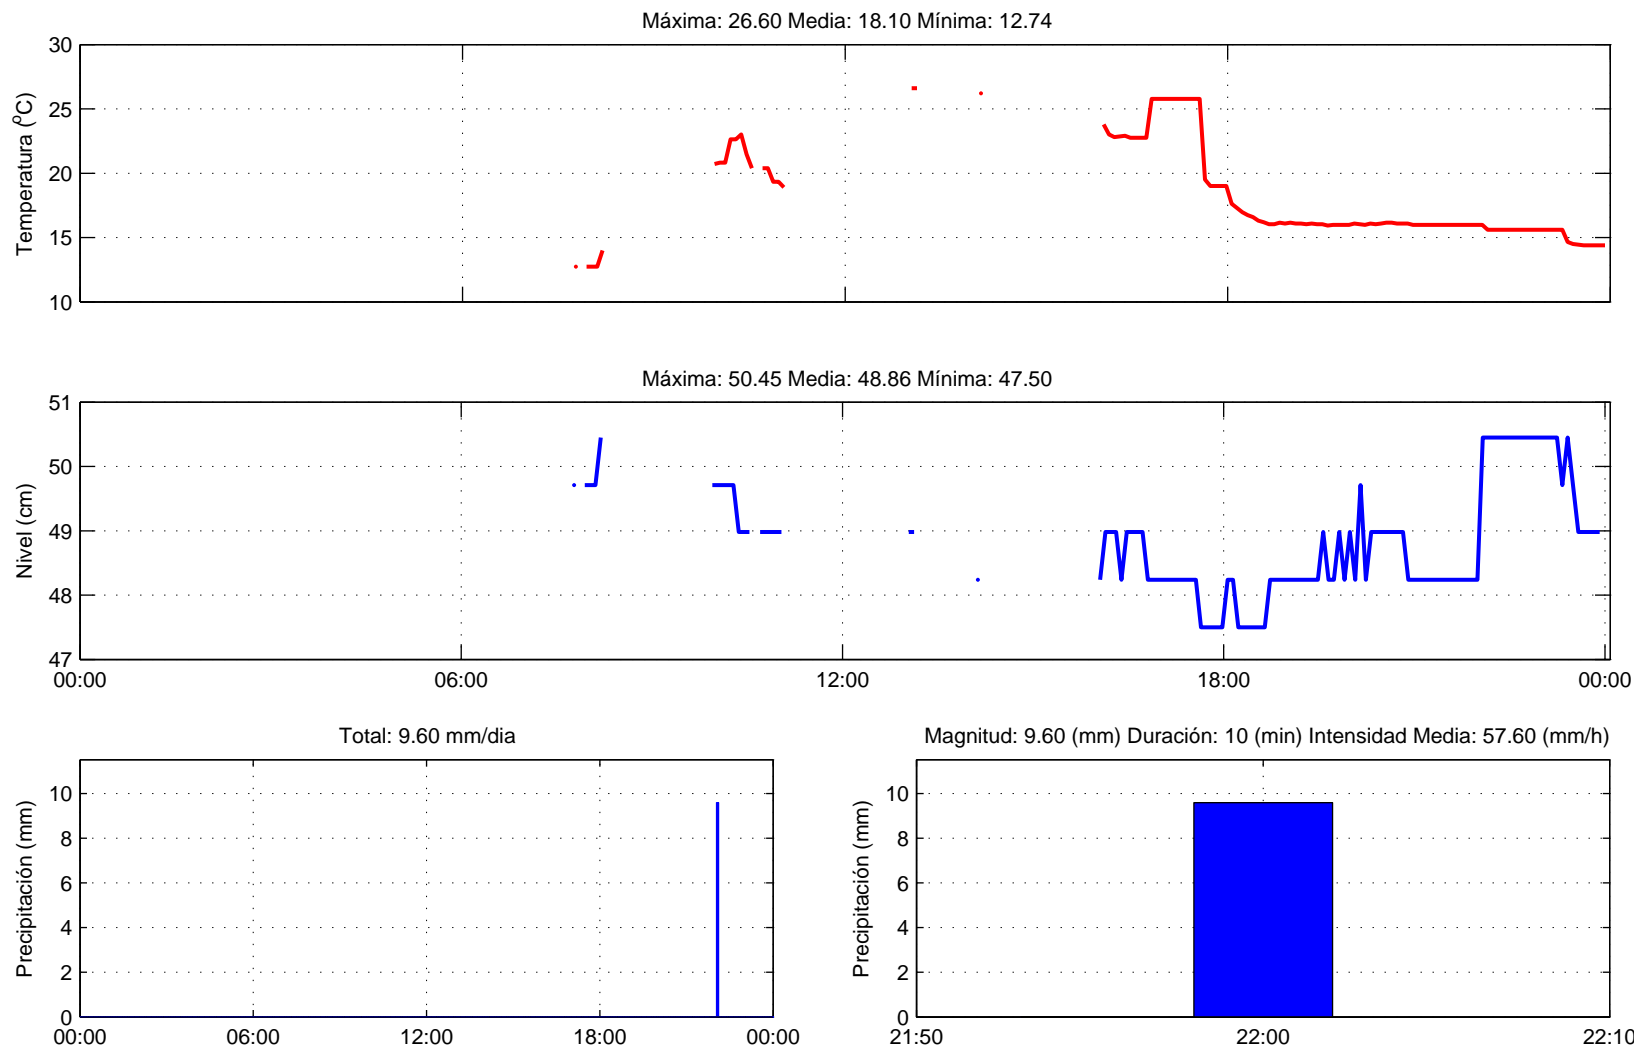 Máxima: 26.60 Media: 18.10 Mínima: 12.74
30
25
20
15
10
Temperatura (ºC)
Máxima: 50.45 Media: 48.86 Mínima: 47.50
51
50
49
48
47
Nivel (cm)
00:00 06:00 12:00 18:00 00:00
Total: 9.60 mm/dia
10
8
6
4
2
0
Precipitación (mm)
00:00 06:00 12:00 18:00 00:00
Magnitud: 9.60 (mm) Duración: 10 (min) Intensidad Media: 57.60 (mm/h)
10
8
6
4
2
0
Precipitación (mm)
21:50 22:00 22:10